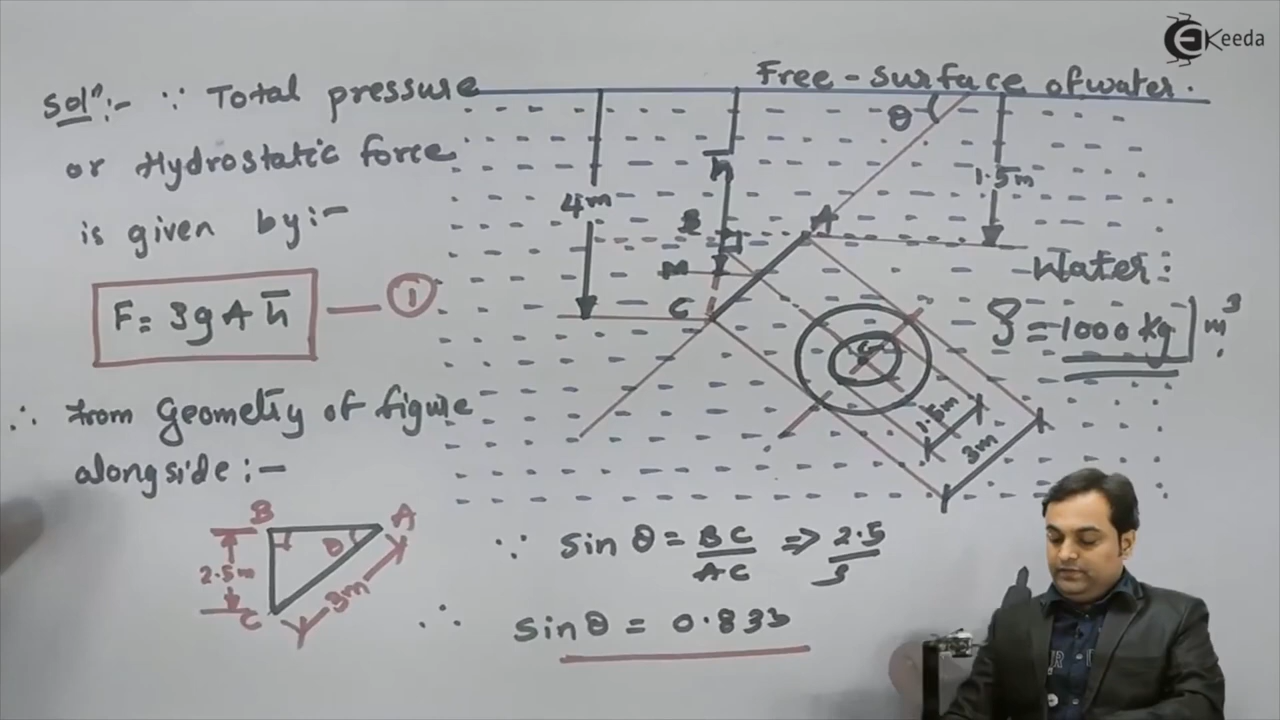 EKeeda
Solⁿ:- ∵ Total pressure
or Hydrostatic force
is given by:-
F = ȝgA h̄ — ①
∴ from Geometry of figure
alongside:-
B A
θ
2.5m
3m
C
Free-surface of water.
θ
h̄
1.5m
4m
B A
M
C
G
1.5m
3m
Water:
ȝ = 1000 kg/m³
∵ sin θ = BC/AC ⇒ 2.5/3
∴ sin θ = 0.833